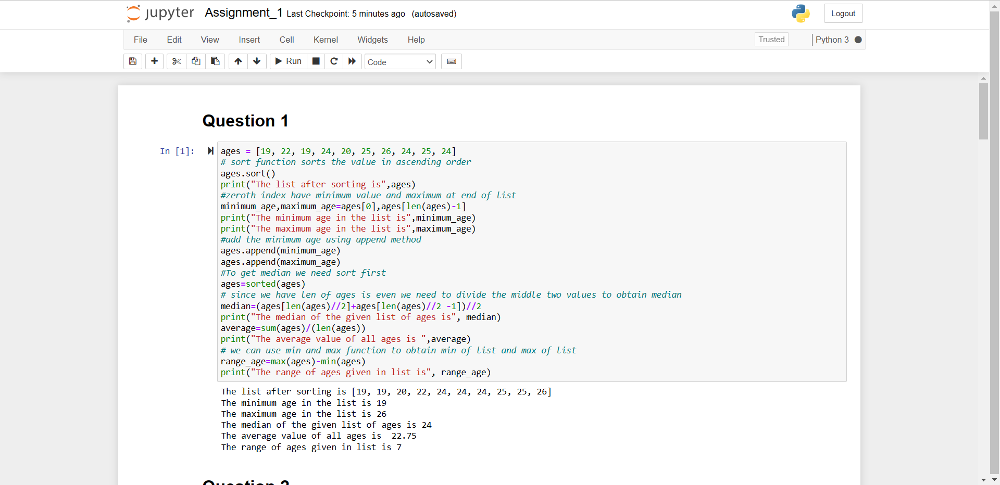 jupyter Assignment_1 Last Checkpoint: 5 minutes ago (autosaved) Logout
File Edit View Insert Cell Kernel Widgets Help Trusted Python 3
Run Code
Question 1
In [1]: ages = [19, 22, 19, 24, 20, 25, 26, 24, 25, 24]
# sort function sorts the value in ascending order
ages.sort()
print("The list after sorting is",ages)
#zeroth index have minimum value and maximum at end of list
minimum_age,maximum_age=ages[0],ages[len(ages)-1]
print("The minimum age in the list is",minimum_age)
print("The maximum age in the list is",maximum_age)
#add the minimum age using append method
ages.append(minimum_age)
ages.append(maximum_age)
#To get median we need sort first
ages=sorted(ages)
# since we have len of ages is even we need to divide the middle two values to obtain median
median=(ages[len(ages)//2]+ages[len(ages)//2 -1])//2
print("The median of the given list of ages is", median)
average=sum(ages)/(len(ages))
print("The average value of all ages is ",average)
# we can use min and max function to obtain min of list and max of list
range_age=max(ages)-min(ages)
print("The range of ages given in list is", range_age)
The list after sorting is [19, 19, 20, 22, 24, 24, 24, 25, 25, 26]
The minimum age in the list is 19
The maximum age in the list is 26
The median of the given list of ages is 24
The average value of all ages is  22.75
The range of ages given in list is 7
Question 2